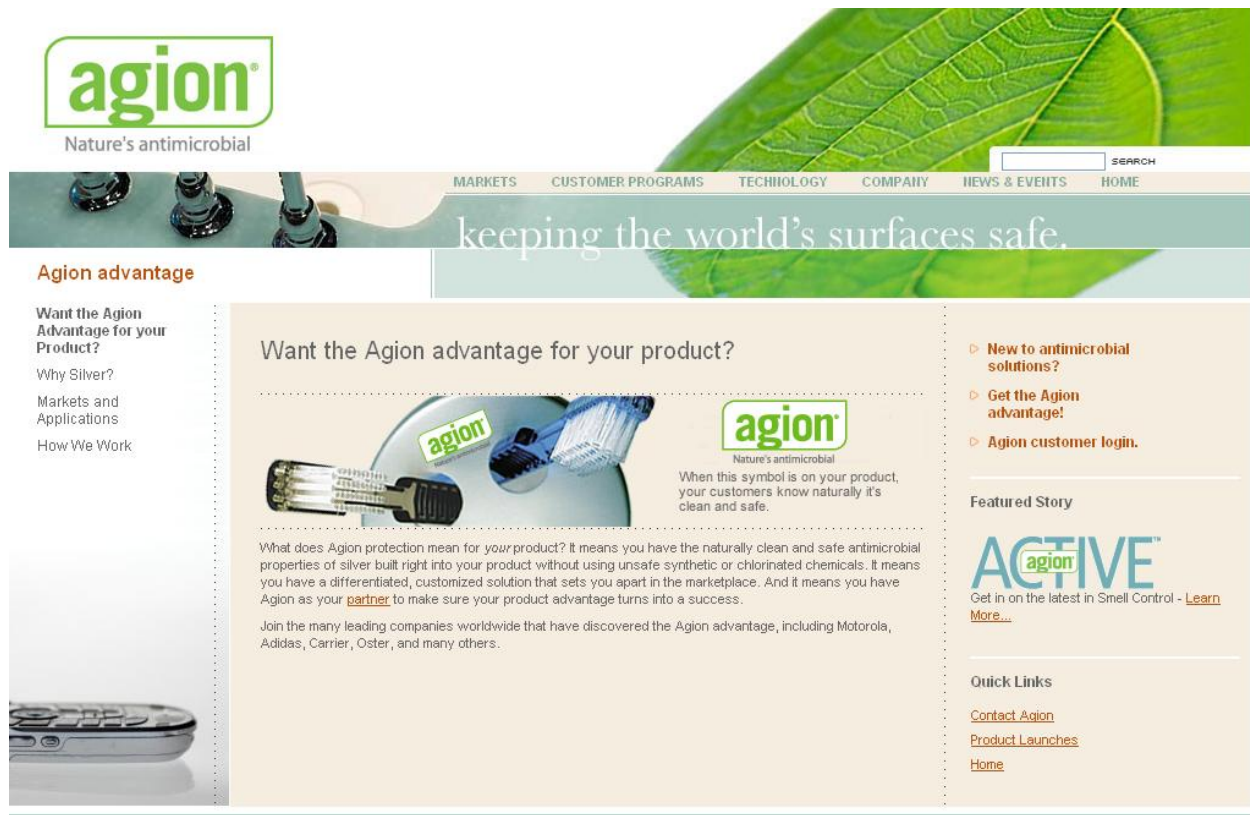 agion®
Nature's antimicrobial
SEARCH
MARKETS CUSTOMER PROGRAMS TECHNOLOGY COMPANY NEWS & EVENTS HOME
keeping the world's surfaces safe.
Agion advantage
Want the Agion
Advantage for your
Product?
Why Silver?
Markets and
Applications
How We Work
Want the Agion advantage for your product?
agion
Nature's antimicrobial
agion®
Nature's antimicrobial
When this symbol is on your product,
your customers know naturally it's
clean and safe.
What does Agion protection mean for your product? It means you have the naturally clean and safe antimicrobial
properties of silver built right into your product without using unsafe synthetic or chlorinated chemicals. It means
you have a differentiated, customized solution that sets you apart in the marketplace. And it means you have
Agion as your partner to make sure your product advantage turns into a success.
Join the many leading companies worldwide that have discovered the Agion advantage, including Motorola,
Adidas, Carrier, Oster, and many others.
New to antimicrobial
solutions?
Get the Agion
advantage!
Agion customer login.
Featured Story
ACTIVE™
agion
Get in on the latest in Smell Control - Learn
More...
Quick Links
Contact Agion
Product Launches
Home